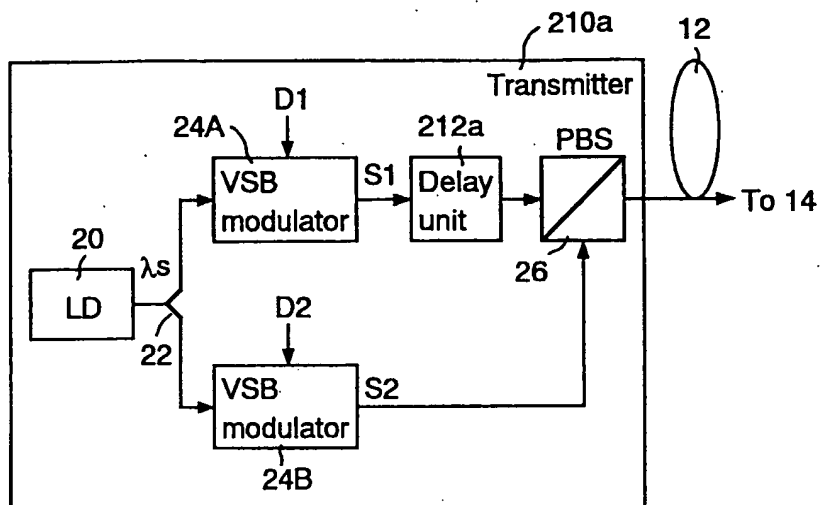 210a
12
Transmitter
D1
24A
212a
PBS
VSB
modulator
S1
Delay
unit
To 14
20
λs
26
LD
22
D2
VSB
modulator
S2
24B